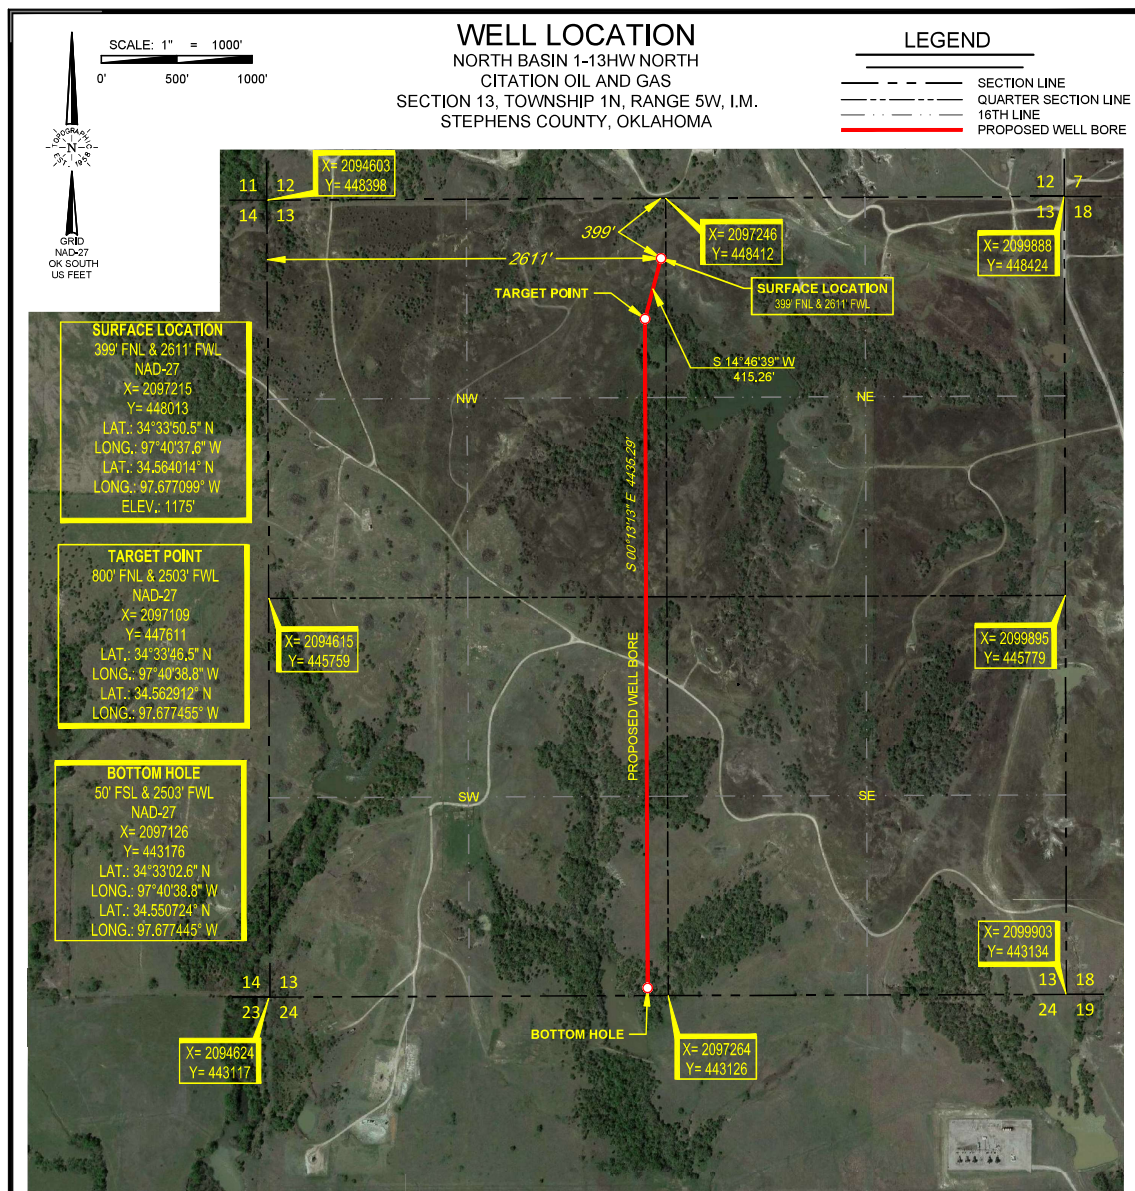 WELL LOCATION
NORTH BASIN 1-13HW NORTH
CITATION OIL AND GAS
SECTION 13, TOWNSHIP 1N, RANGE 5W, I.M.
STEPHENS COUNTY, OKLAHOMA
SCALE: 1" = 1000'
0' 500' 1000'
TOPOGRAPHIC
N
EST. 1958
GRID
NAD-27
OK SOUTH
US FEET
LEGEND
SECTION LINE
QUARTER SECTION LINE
16TH LINE
PROPOSED WELL BORE
11 12
14 13
X= 2094603
Y= 448398
X= 2097246
Y= 448412
12 7
13 18
X= 2099888
Y= 448424
399'
2611'
SURFACE LOCATION
399' FNL & 2611' FWL
TARGET POINT
S 14°46'39" W
415.26'
SURFACE LOCATION
399' FNL & 2611' FWL
NAD-27
X= 2097215
Y= 448013
LAT.: 34°33'50.5" N
LONG.: 97°40'37.6" W
LAT.: 34.564014° N
LONG.: 97.677099° W
ELEV.: 1175'
NW
NE
S 00°13'13" E 4435.29'
TARGET POINT
800' FNL & 2503' FWL
NAD-27
X= 2097109
Y= 447611
LAT.: 34°33'46.5" N
LONG.: 97°40'38.8" W
LAT.: 34.562912° N
LONG.: 97.677455° W
X= 2094615
Y= 445759
X= 2099895
Y= 445779
PROPOSED WELL BORE
BOTTOM HOLE
50' FSL & 2503' FWL
NAD-27
X= 2097126
Y= 443176
LAT.: 34°33'02.6" N
LONG.: 97°40'38.8" W
LAT.: 34.550724° N
LONG.: 97.677445° W
SW
SE
X= 2099903
Y= 443134
14 13
23 24
13 18
24 19
BOTTOM HOLE
X= 2094624
Y= 443117
X= 2097264
Y= 443126